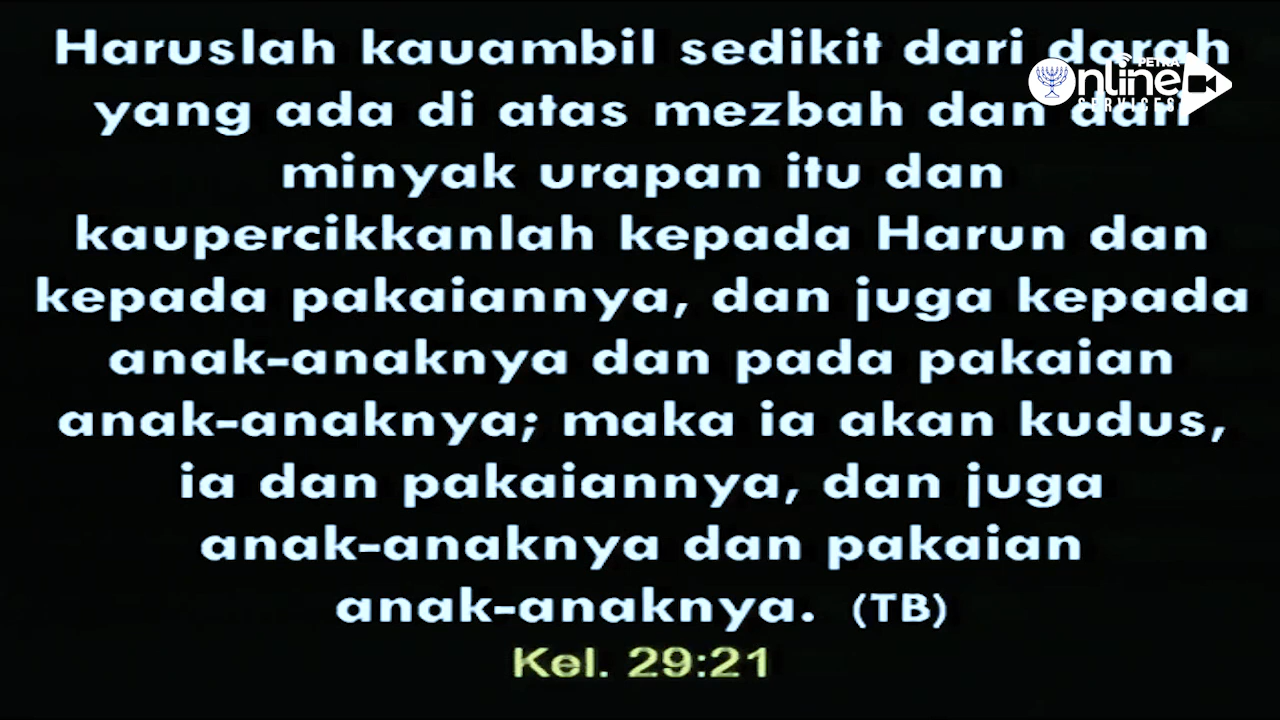 Haruslah kauambil sedikit dari darah
yang ada di atas mezbah dan dari
minyak urapan itu dan
kaupercikkanlah kepada Harun dan
kepada pakaiannya, dan juga kepada
anak-anaknya dan pada pakaian
anak-anaknya; maka ia akan kudus,
ia dan pakaiannya, dan juga
anak-anaknya dan pakaian
anak-anaknya. (TB)
Kel. 29:21
PETRA
Online
SERVICES